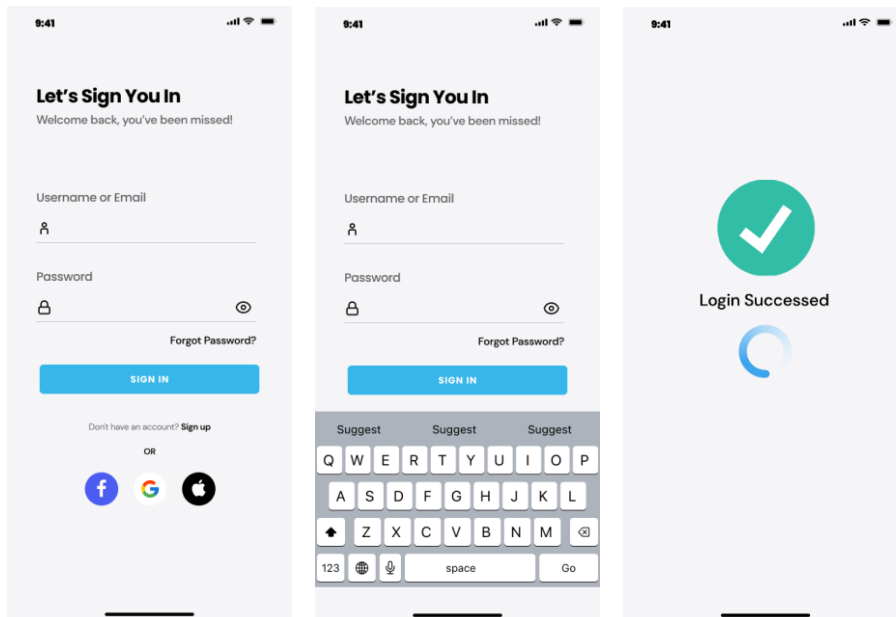 9:41
Let's Sign You In
Welcome back, you've been missed!
Username or Email
Password
Forgot Password?
SIGN IN
Don't have an account? Sign up
OR
9:41
Let's Sign You In
Welcome back, you've been missed!
Username or Email
Password
Forgot Password?
SIGN IN
Suggest Suggest Suggest
Q W E R T Y U I O P
A S D F G H J K L
Z X C V B N M
123 space Go
9:41
Login Successed